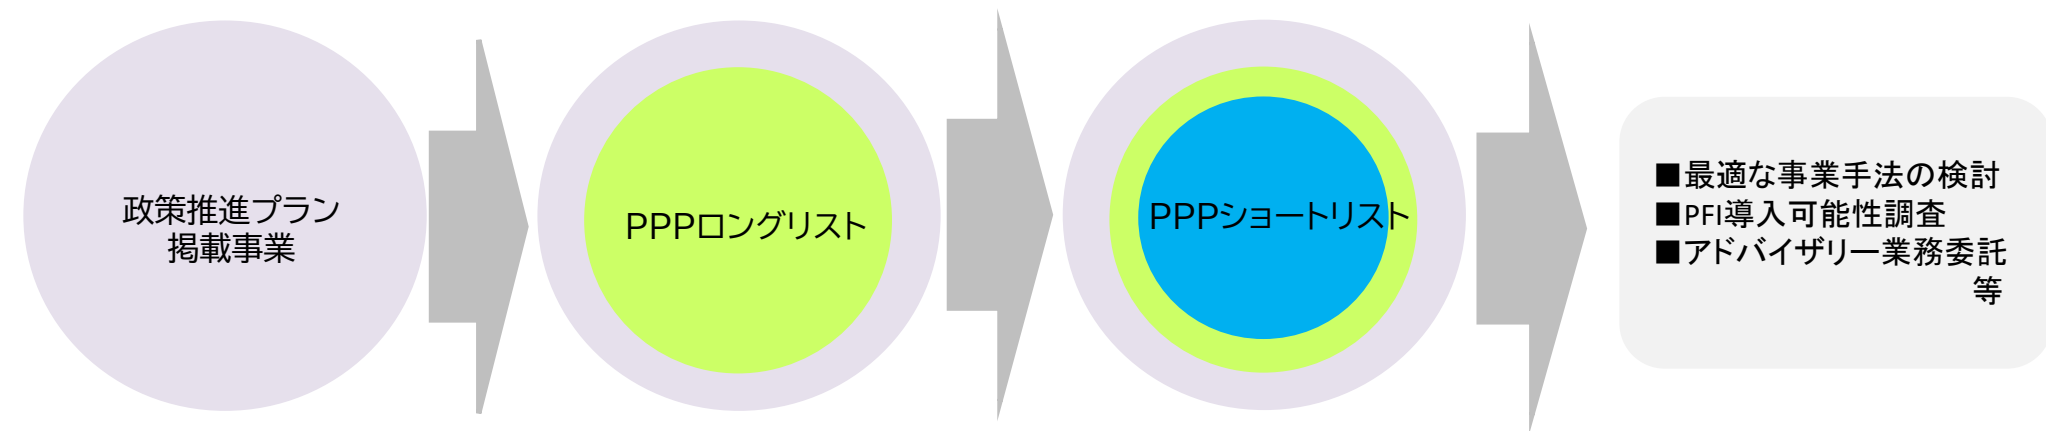 政策推進プラン
掲載事業
PPPロングリスト
PPPショートリスト
■最適な事業手法の検討
■PFI導入可能性調査
■アドバイザリー業務委託
等